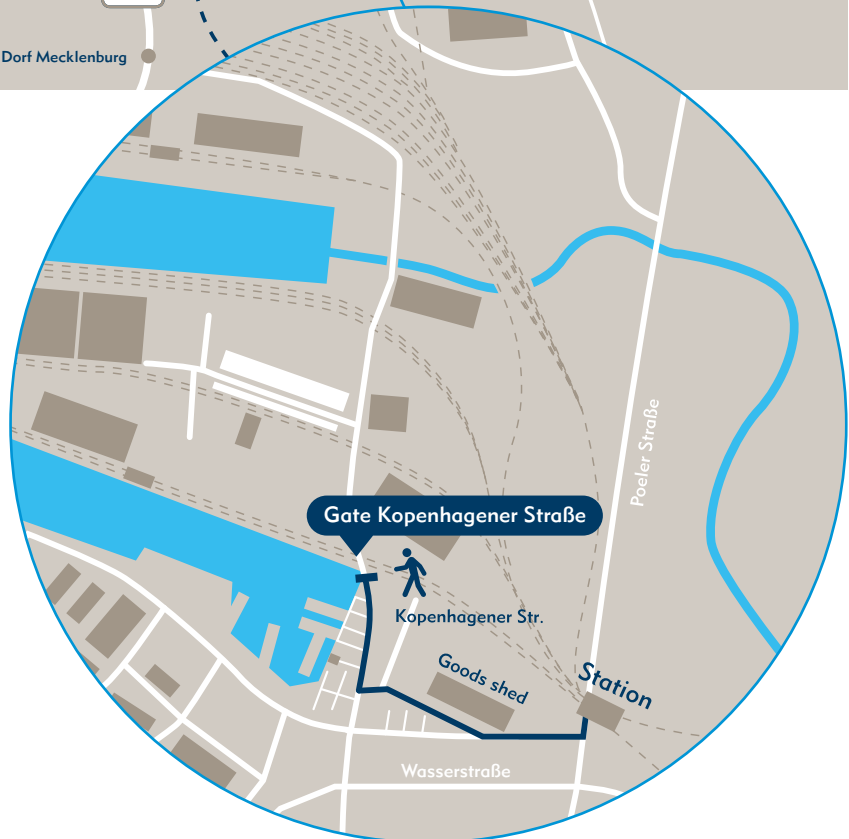 Dorf Mecklenburg
Poeler Straße
Gate Kopenhagener Straße
Kopenhagener Str.
Goods shed
Station
Wasserstraße